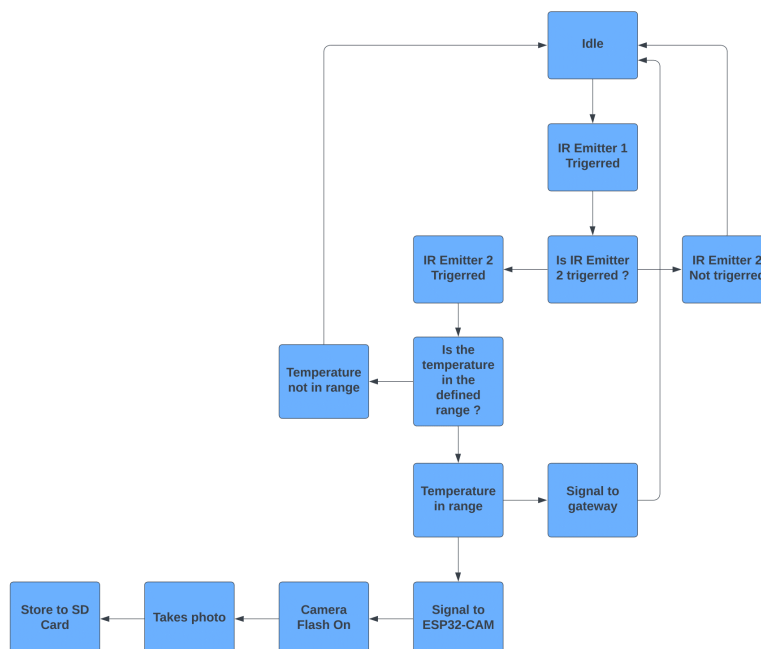 Idle
IR Emitter 1
Trigerred
IR Emitter 2
Trigerred
Is IR Emitter
2 trigerred ?
IR Emitter 2
Not trigerred
Temperature
not in range
Is the
temperature
in the
defined
range ?
Temperature
in range
Signal to
gateway
Store to SD
Card
Takes photo
Camera
Flash On
Signal to
ESP32-CAM